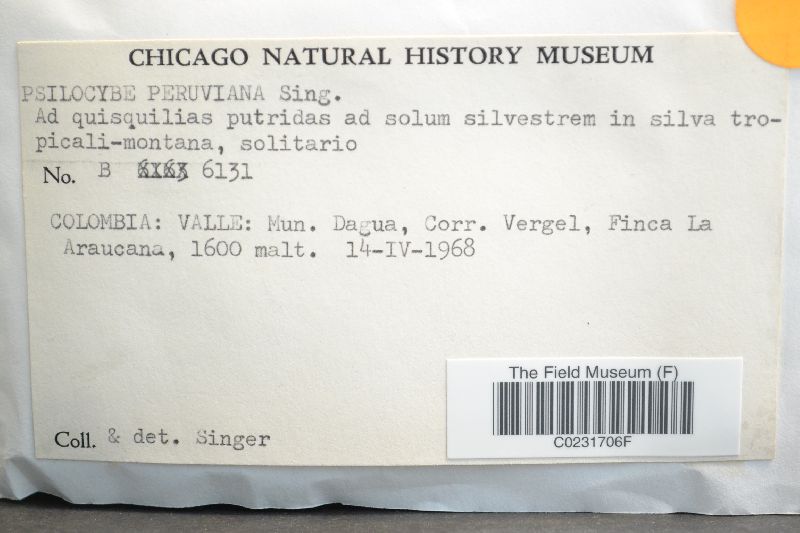 CHICAGO NATURAL HISTORY MUSEUM
PSILOCYBE PERUVIANA Sing.
Ad quisquilias putridas ad solum silvestrem in silva tro-
picali-montana, solitario
No. B 6131
COLOMBIA: VALLE: Mun. Dagua, Corr. Vergel, Finca La
Araucana, 1600 malt. 14-IV-1968
The Field Museum (F)
C0231706F
Coll. & det. Singer